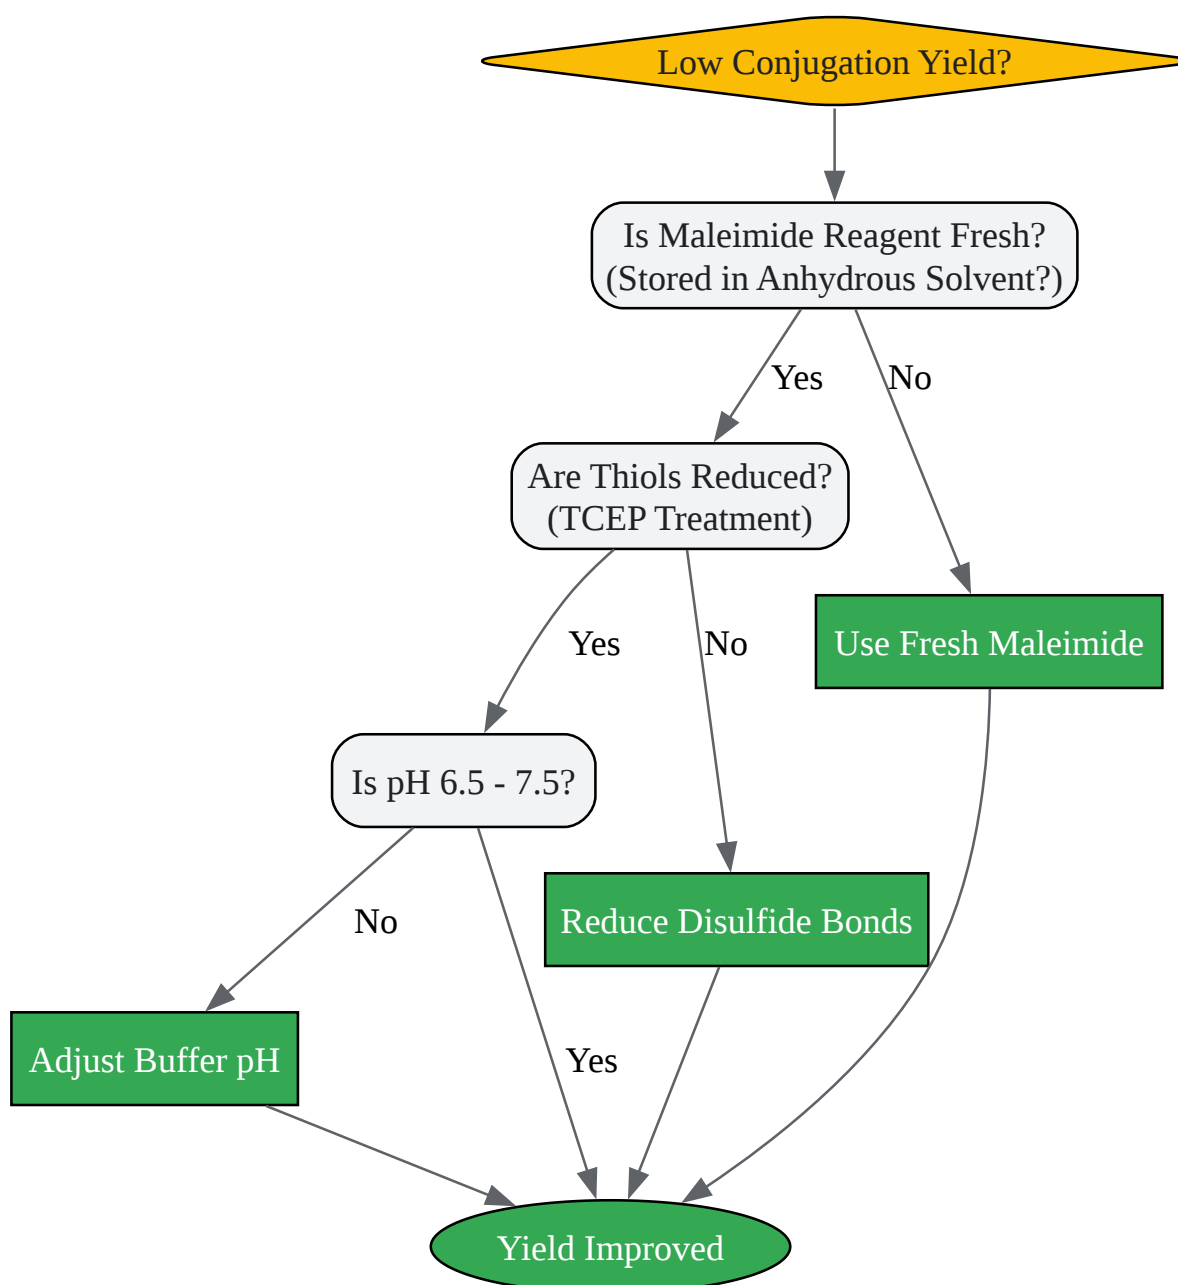 Low Conjugation Yield?
Is Maleimide Reagent Fresh?
(Stored in Anhydrous Solvent?)
Yes
No
Are Thiols Reduced?
(TCEP Treatment)
Yes
No
Use Fresh Maleimide
Is pH 6.5 - 7.5?
No
Reduce Disulfide Bonds
Adjust Buffer pH
Yes
Yield Improved